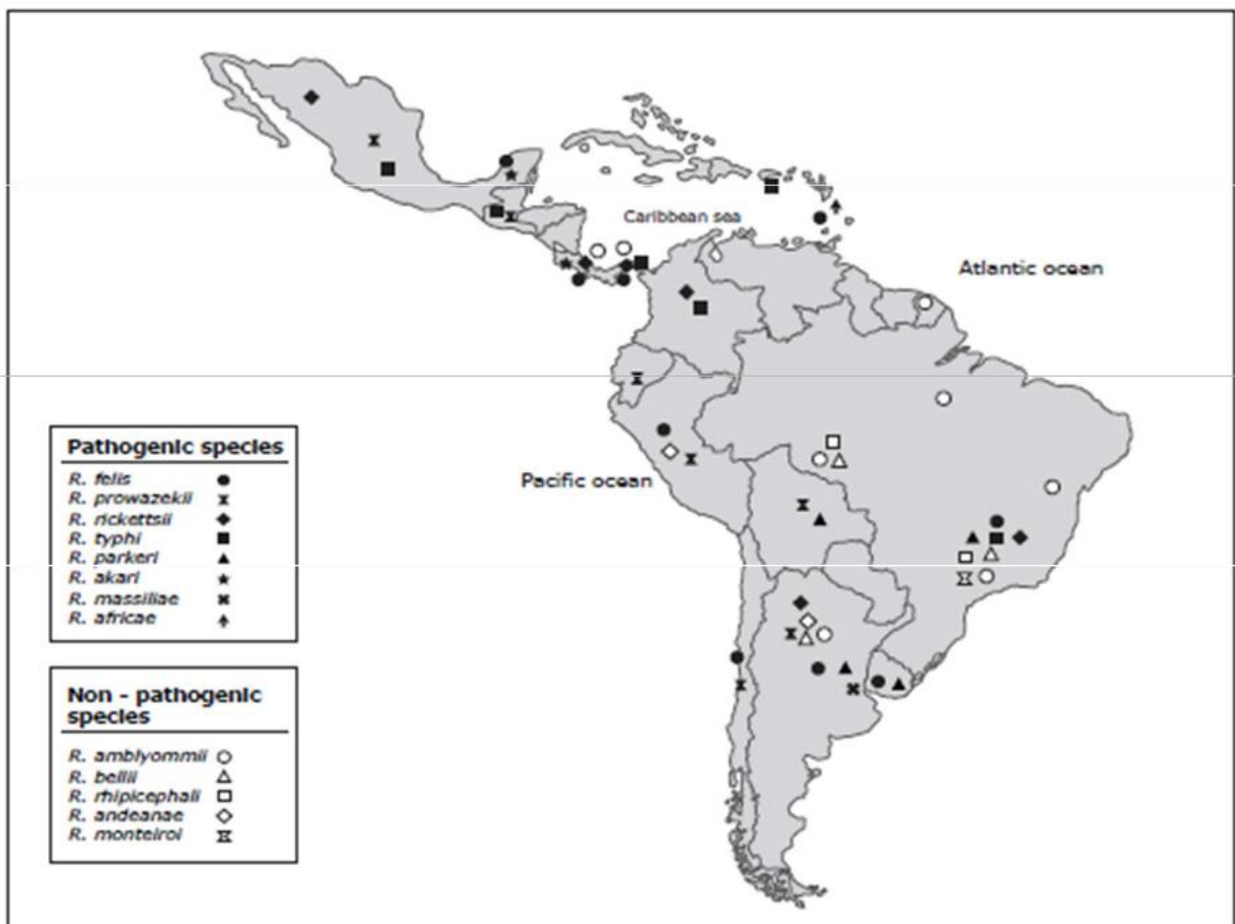 Caribbean sea
Atlantic ocean
Pacific ocean
Pathogenic species
R. felis
R. prowazekii
R. rickettsii
R. typhi
R. parkeri
R. akari
R. massiliae
R. africae
Non - pathogenic
species
R. amblyommii
R. bellii
R. rhipicephali
R. andeanae
R. monteiroi